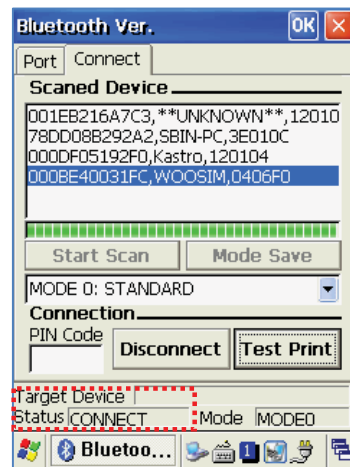 Bluetooth Ver. OK
Port Connect
Scaned Device
001EB216A7C3,**UNKNOWN**,12010
78DD08B292A2,SBIN-PC,3E010C
000DF05192F0,Kastro,120104
000BE40031FC,WOOSIM,0406F0
Start Scan Mode Save
MODE 0: STANDARD
Connection
PIN Code Disconnect Test Print
Target Device
Status CONNECT Mode MODE0
Bluetoo... 1